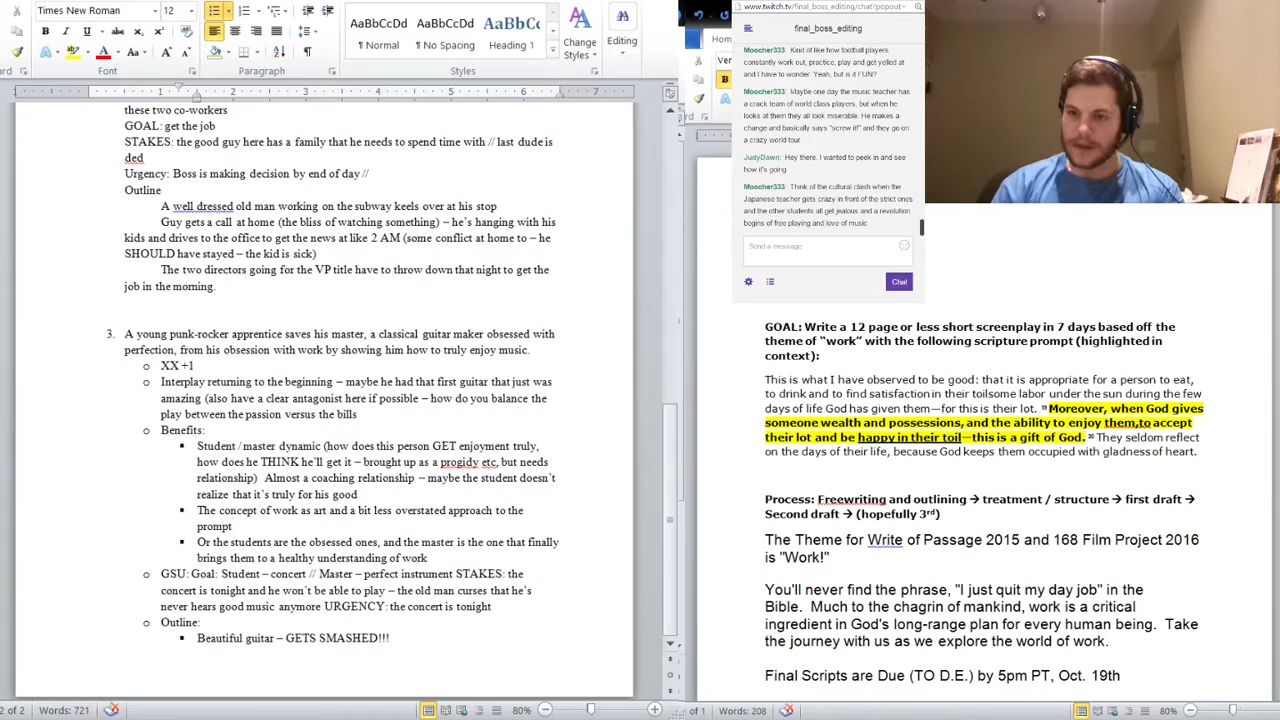 Times New Roman
12
Font
Paragraph
AaBbCcDd
AaBbCcDd
AaBbC
¶ Normal
¶ No Spacing
Heading 1
Change
Styles
Editing
Styles
these two co-workers
GOAL: get the job
STAKES: the good guy here has a family that he needs to spend time with // last dude is
ded
Urgency: Boss is making decision by end of day //
Outline
A well dressed old man working on the subway keels over at his stop
Guy gets a call at home (the bliss of watching something) – he's hanging with his
kids and drives to the office to get the news at like 2 AM (some conflict at home to – he
SHOULD have stayed – the kid is sick)
The two directors going for the VP title have to throw down that night to get the
job in the morning.
3. A young punk-rocker apprentice saves his master, a classical guitar maker obsessed with
perfection, from his obsession with work by showing him how to truly enjoy music.
o XX +1
o Interplay returning to the beginning – maybe he had that first guitar that just was
amazing (also have a clear antagonist here if possible – how do you balance the
play between the passion versus the bills
o Benefits:
▪ Student / master dynamic (how does this person GET enjoyment truly,
how does he THINK he'll get it – brought up as a progidy etc, but needs
relationship) Almost a coaching relationship – maybe the student doesn't
realize that it's truly for his good
▪ The concept of work as art and a bit less overstated approach to the
prompt
▪ Or the students are the obsessed ones, and the master is the one that finally
brings them to a healthy understanding of work
o GSU: Goal: Student – concert // Master – perfect instrument STAKES: the
concert is tonight and he won't be able to play – the old man curses that he's
never hears good music anymore URGENCY: the concert is tonight
o Outline:
▪ Beautiful guitar – GETS SMASHED!!!
2 of 2
Words: 721
80%
www.twitch.tv/final_boss_editing/chat?popout=
final_boss_editing
Moocher333: Kind of like how football players
constantly work out, practice, play and get yelled at
and I have to wonder. Yeah, but is it FUN?
Moocher333: Maybe one day the music teacher has
a crack team of world class players, but when he
looks at them they all look miserable. He makes a
change and basically says "screw it!" and they go on
a crazy world tour
JudyDawn: Hey there. I wanted to peek in and see
how it's going
Moocher333: Think of the cultural clash when the
Japanese teacher gets crazy in front of the strict ones
and the other students all get jealous and a revolution
begins of free playing and love of music
Send a message
Chat
GOAL: Write a 12 page or less short screenplay in 7 days based off the
theme of "work" with the following scripture prompt (highlighted in
context):
This is what I have observed to be good: that it is appropriate for a person to eat,
to drink and to find satisfaction in their toilsome labor under the sun during the few
days of life God has given them—for this is their lot. ¹⁹ Moreover, when God gives
someone wealth and possessions, and the ability to enjoy them,to accept
their lot and be happy in their toil—this is a gift of God. ²⁰ They seldom reflect
on the days of their life, because God keeps them occupied with gladness of heart.
Process: Freewriting and outlining → treatment / structure → first draft →
Second draft → (hopefully 3rd)
The Theme for Write of Passage 2015 and 168 Film Project 2016
is "Work!"
You'll never find the phrase, "I just quit my day job" in the
Bible. Much to the chagrin of mankind, work is a critical
ingredient in God's long-range plan for every human being. Take
the journey with us as we explore the world of work.
Final Scripts are Due (TO D.E.) by 5pm PT, Oct. 19th
of 1
Words: 208
80%